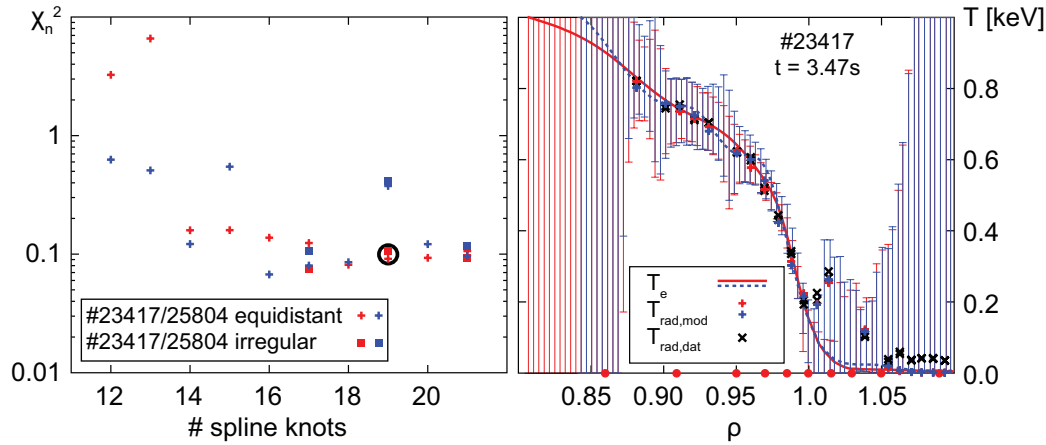 χn²
10
1
0.1
0.01
12 14 16 18 20
# spline knots
#23417/25804 equidistant
#23417/25804 irregular
T [keV]
#23417
t = 3.47s
0.8
0.6
0.4
0.2
0.0
Te
Trad,mod
Trad,dat
0.85 0.90 0.95 1.0 1.05
ρ